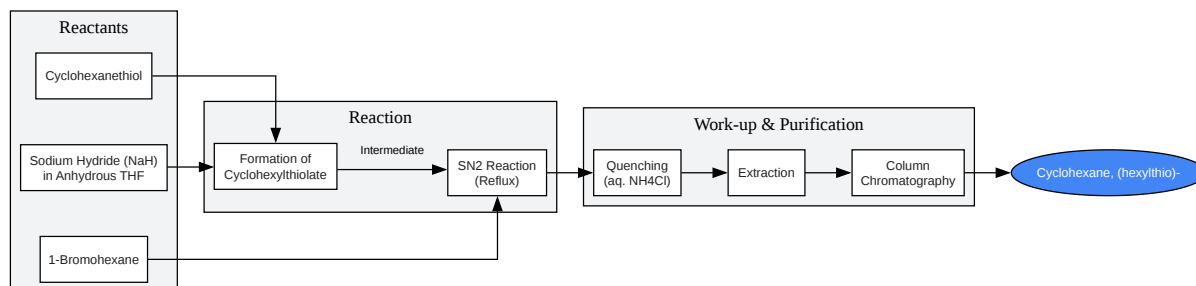 Reactants
Cyclohexanethiol
Sodium Hydride (NaH)
in Anhydrous THF
1-Bromohexane
Reaction
Formation of
Cyclohexylthiolate
Intermediate
SN2 Reaction
(Reflux)
Work-up & Purification
Quenching
(aq. NH4Cl)
Extraction
Column
Chromatography
Cyclohexane, (hexylthio)-